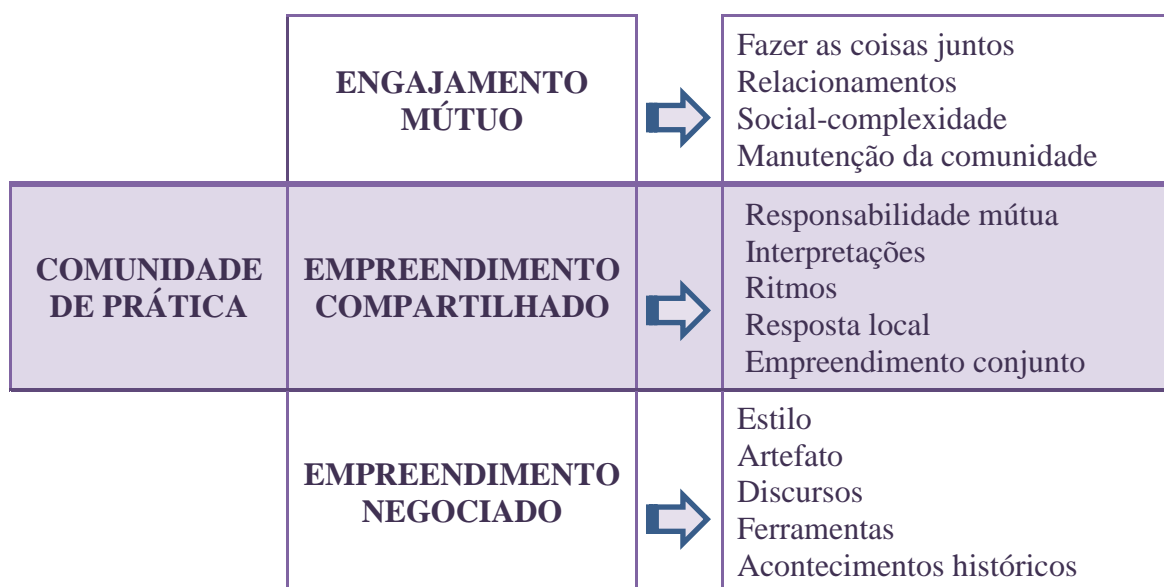 ENGAJAMENTO
MÚTUO
Fazer as coisas juntos
Relacionamentos
Social-complexidade
Manutenção da comunidade
COMUNIDADE
DE PRÁTICA
EMPREENDIMENTO
COMPARTILHADO
Responsabilidade mútua
Interpretações
Ritmos
Resposta local
Empreendimento conjunto
EMPREENDIMENTO
NEGOCIADO
Estilo
Artefato
Discursos
Ferramentas
Acontecimentos históricos